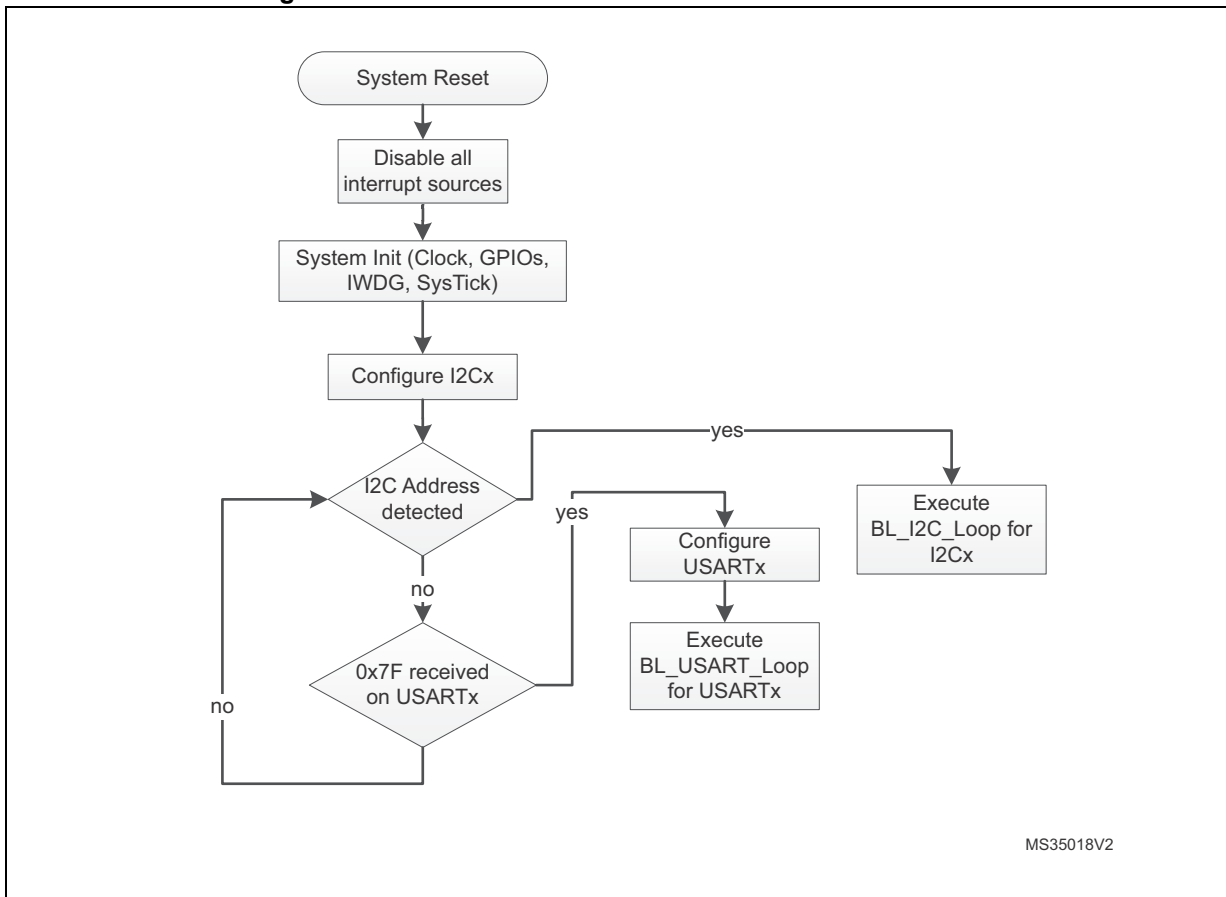 System Reset
Disable all
interrupt sources
System Init (Clock, GPIOs,
IWDG, SysTick)
Configure I2Cx
I2C Address
detected
yes
Execute
BL_I2C_Loop for
I2Cx
yes
Configure
USARTx
no
Execute
BL_USART_Loop
for USARTx
0x7F received
on USARTx
no
MS35018V2